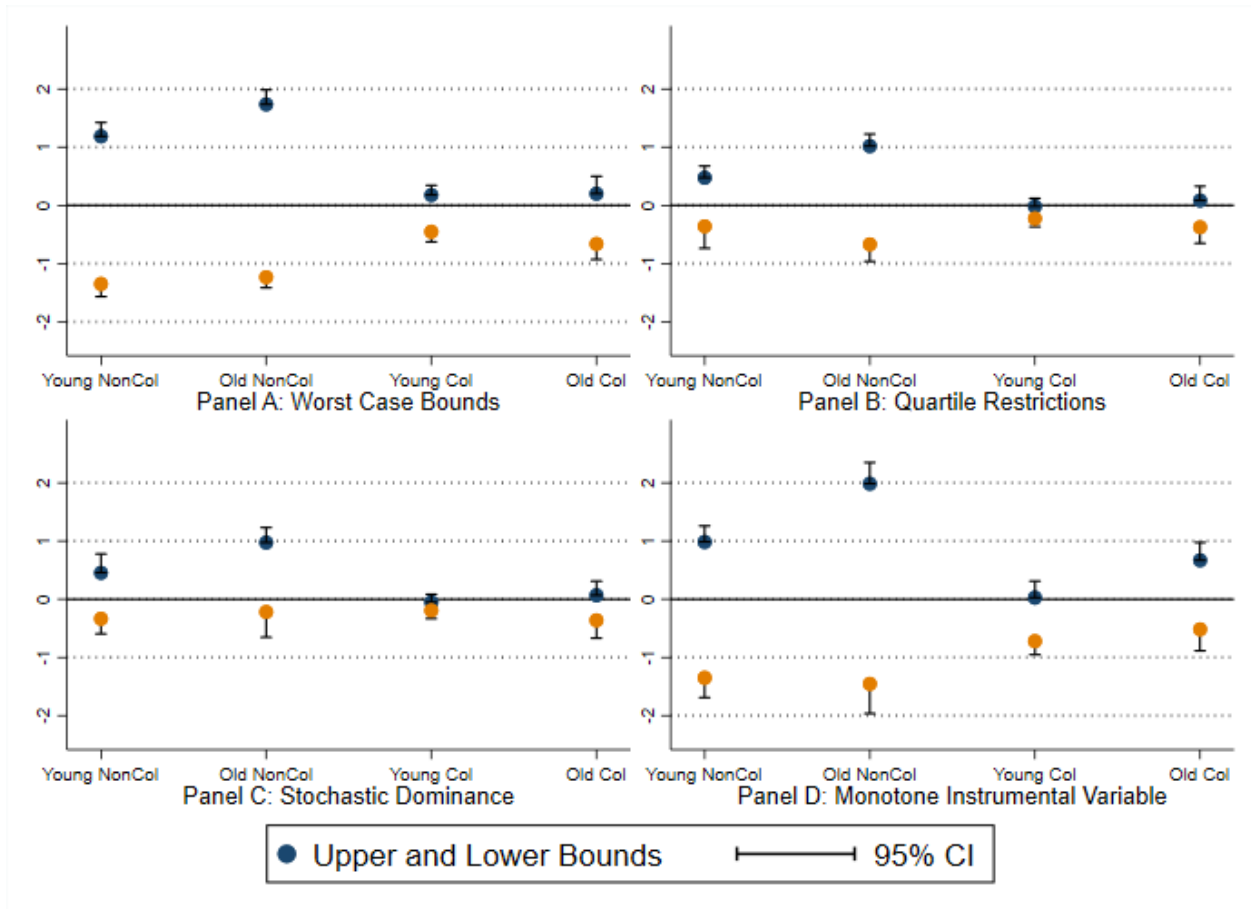 2
1
0
-1
-2
Young NonCol Old NonCol Young Col Old Col
Panel A: Worst Case Bounds
2
1
0
-1
-2
Young NonCol Old NonCol Young Col Old Col
Panel B: Quartile Restrictions
2
1
0
-1
-2
Young NonCol Old NonCol Young Col Old Col
Panel C: Stochastic Dominance
2
1
0
-1
-2
Young NonCol Old NonCol Young Col Old Col
Panel D: Monotone Instrumental Variable
Upper and Lower Bounds 95% CI